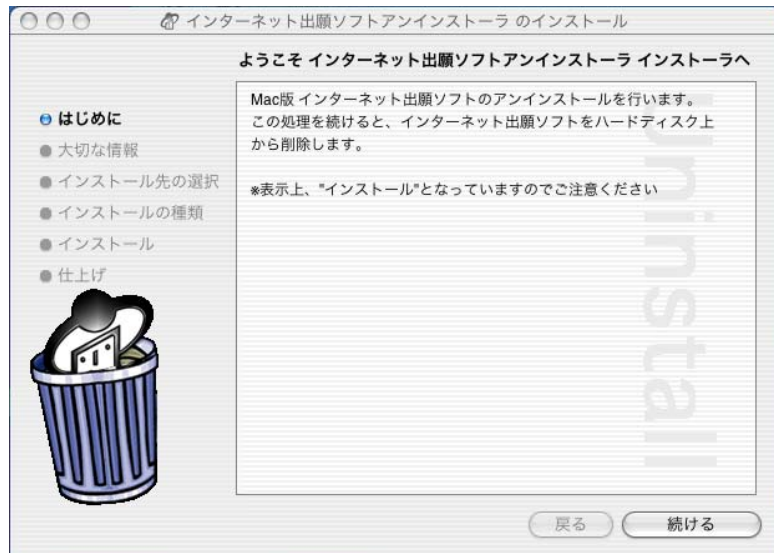 インターネット出願ソフトアンインストーラ のインストール
ようこそ インターネット出願ソフトアンインストーラ インストーラへ
はじめに
大切な情報
インストール先の選択
インストールの種類
インストール
仕上げ
Mac版 インターネット出願ソフトのアンインストールを行います。
この処理を続けると、インターネット出願ソフトをハードディスク上
から削除します。
※表示上、"インストール"となっていますのでご注意ください
Uninstall
戻る
続ける